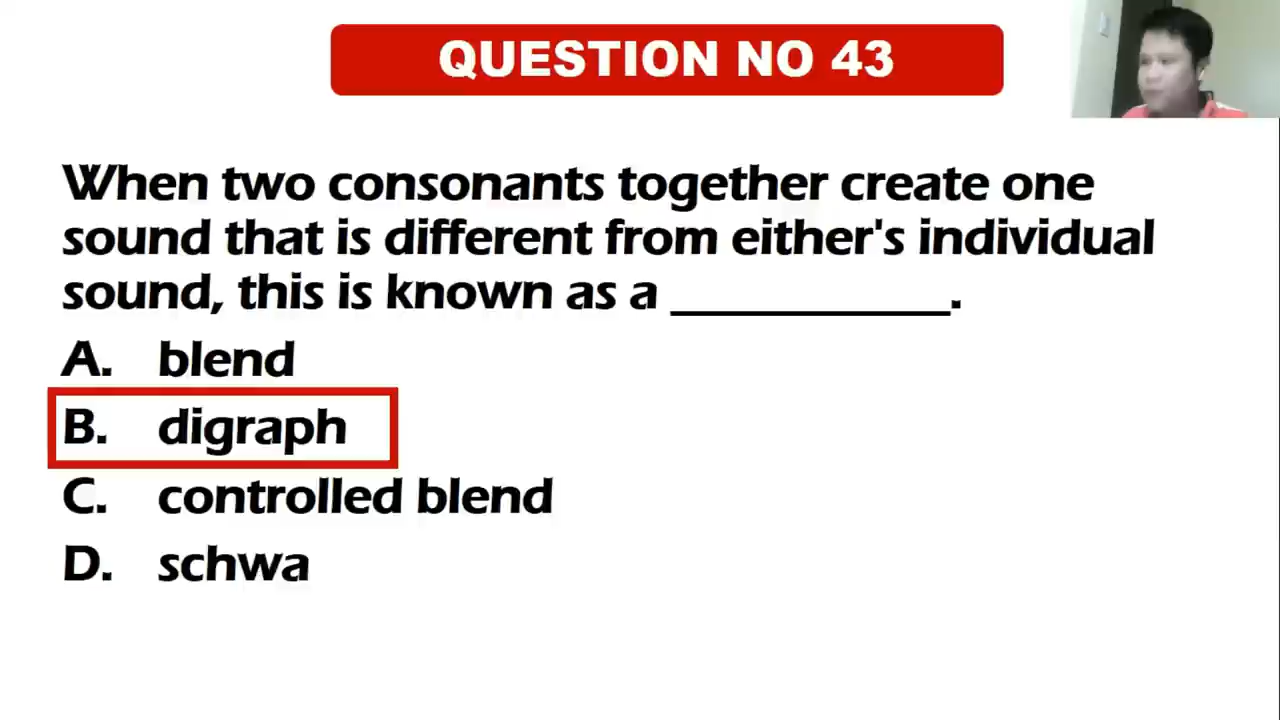 QUESTION NO 43
When two consonants together create one
sound that is different from either's individual
sound, this is known as a ___________.
A. blend
B. digraph
C. controlled blend
D. schwa